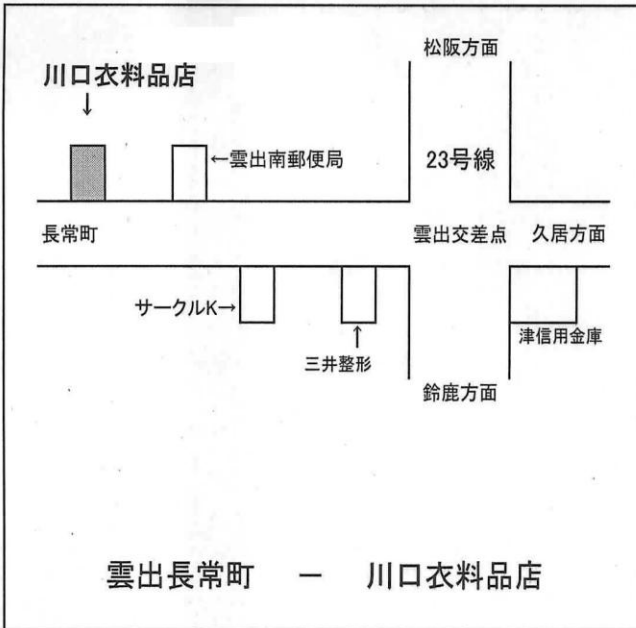 松阪方面
川口衣料品店
↓
←雲出南郵便局
23号線
長常町
雲出交差点
久居方面
サークルK→
↑
三井整形
津信用金庫
鈴鹿方面
雲出長常町 － 川口衣料品店